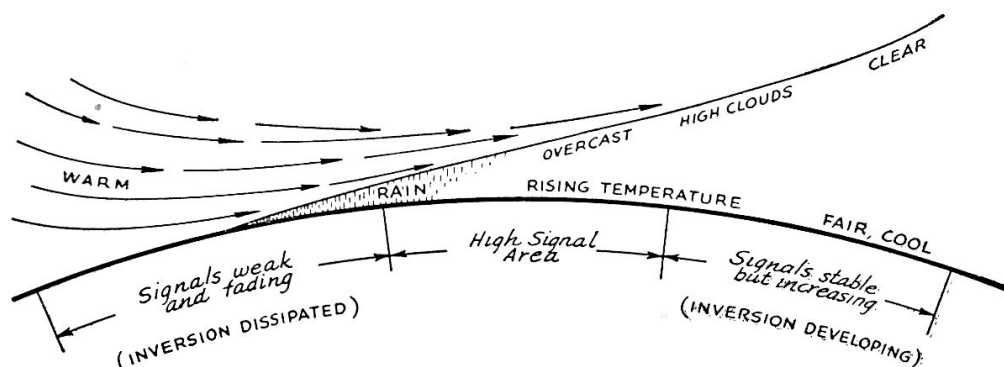 CLEAR
HIGH CLOUDS
OVERCAST
WARM
RAIN
RISING TEMPERATURE
FAIR, COOL
Signals weak
and fading
High Signal
Area
Signals stable
but increasing
(INVERSION DISSIPATED)
(INVERSION DEVELOPING)